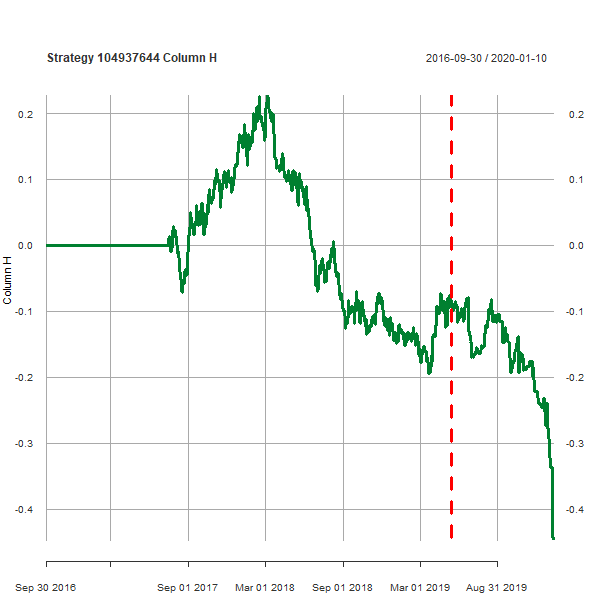 Strategy 104937644 Column H
2016-09-30 / 2020-01-10
0.2
0.2
0.1
0.1
0.0
0.0
Column H
-0.1
-0.1
-0.2
-0.2
-0.3
-0.3
-0.4
-0.4
Sep 30 2016
Sep 01 2017
Mar 01 2018
Sep 01 2018
Mar 01 2019
Aug 31 2019